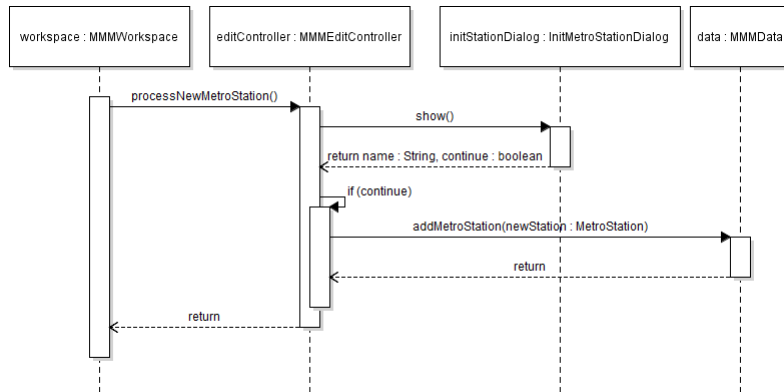 workspace : MMMWorkspace
editController : MMMEditController
initStationDialog : InitMetroStationDialog
data : MMMData
processNewMetroStation()
show()
return name : String, continue : boolean
if (continue)
addMetroStation(newStation : MetroStation)
return
return